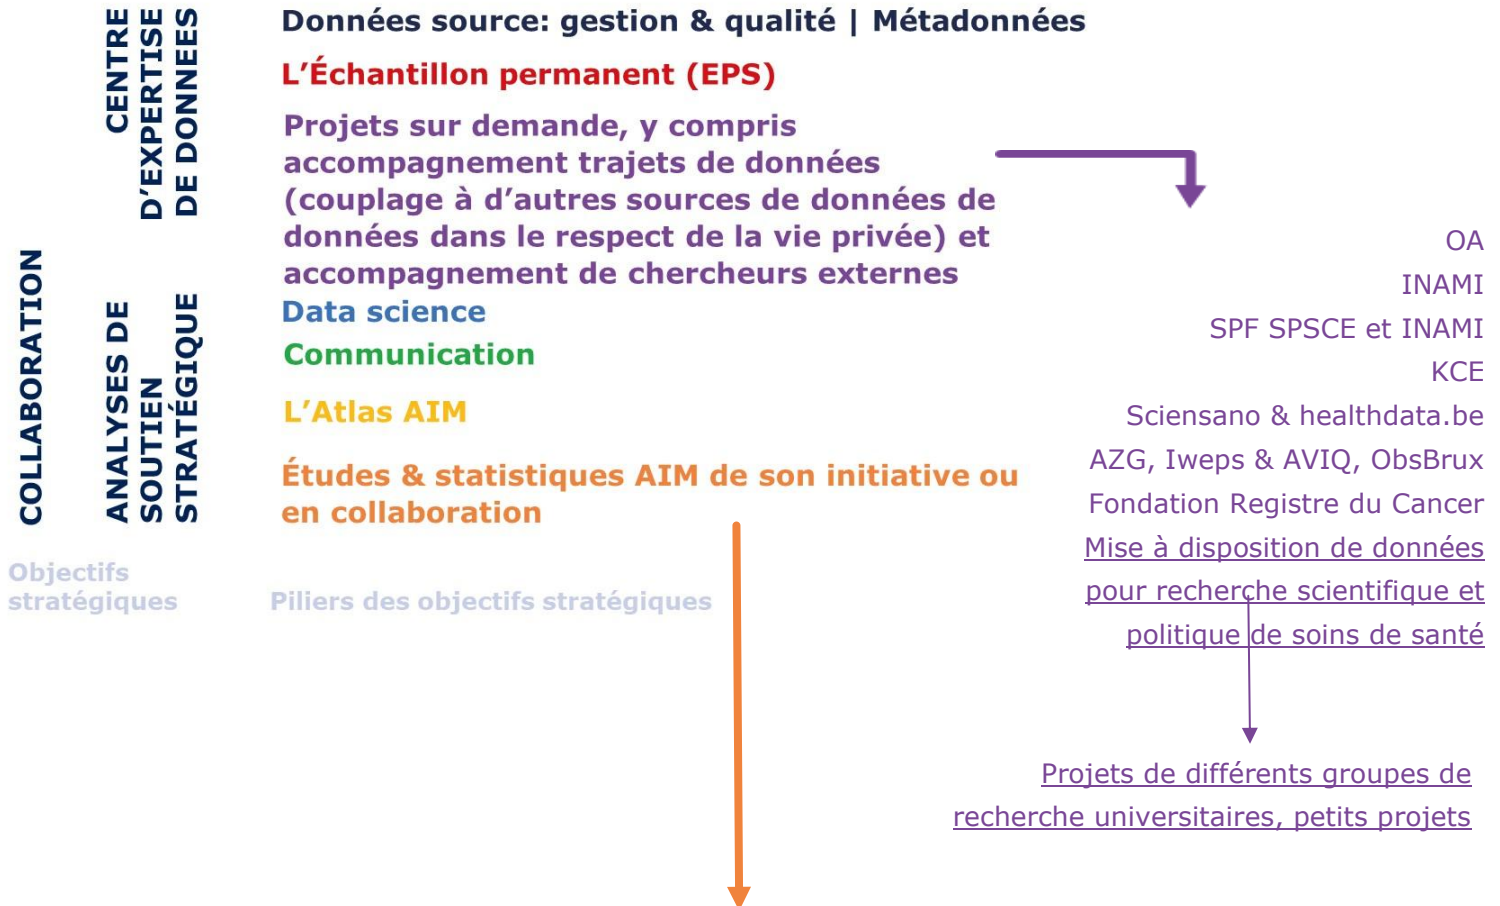 COLLABORATION
CENTRE
D'EXPERTISE
DE DONNEES
ANALYSES DE
SOUTIEN
STRATÉGIQUE
Données source: gestion & qualité | Métadonnées
L'Échantillon permanent (EPS)
Projets sur demande, y compris
accompagnement trajets de données
(couplage à d'autres sources de données de
données dans le respect de la vie privée) et
accompagnement de chercheurs externes
Data science
Communication
L'Atlas AIM
Études & statistiques AIM de son initiative ou
en collaboration
Objectifs
stratégiques
Piliers des objectifs stratégiques
OA
INAMI
SPF SPSCE et INAMI
KCE
Sciensano & healthdata.be
AZG, Iweps & AVIQ, ObsBrux
Fondation Registre du Cancer
Mise à disposition de données
pour recherche scientifique et
politique de soins de santé
Projets de différents groupes de
recherche universitaires, petits projets